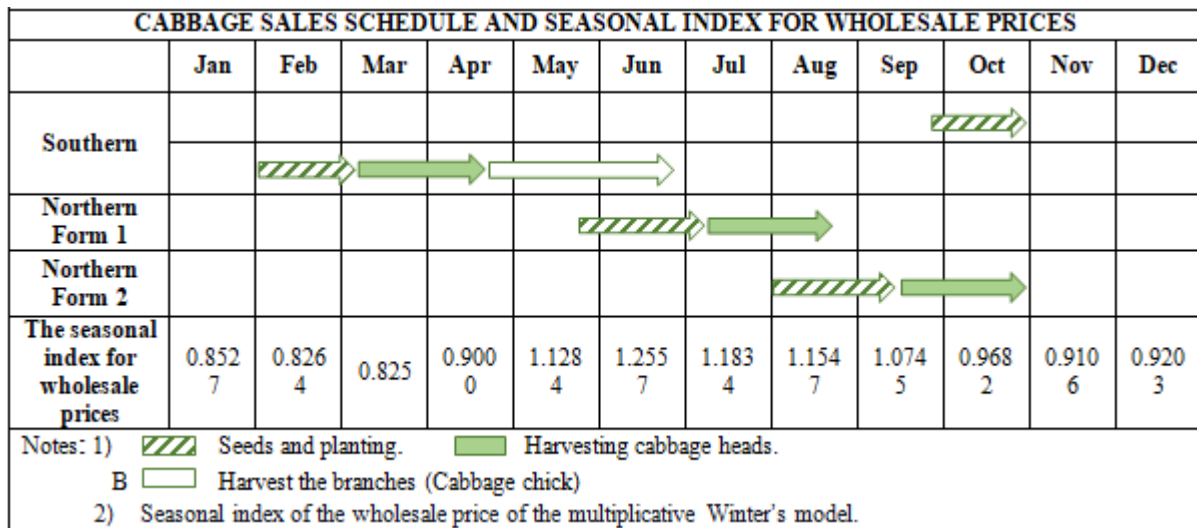 CABBAGE SALES SCHEDULE AND SEASONAL INDEX FOR WHOLESALE PRICES
Jan Feb Mar Apr May Jun Jul Aug Sep Oct Nov Dec
Southern
Northern
Form 1
Northern
Form 2
The seasonal
index for
wholesale
prices
0.852 0.826 0.825 0.900 1.128 1.255 1.183 1.154 1.074 0.968 0.910 0.920
7 4 0 4 7 4 7 5 2 6 3
Notes: 1) Seeds and planting. Harvesting cabbage heads.
B Harvest the branches (Cabbage chick)
2) Seasonal index of the wholesale price of the multiplicative Winter's model.